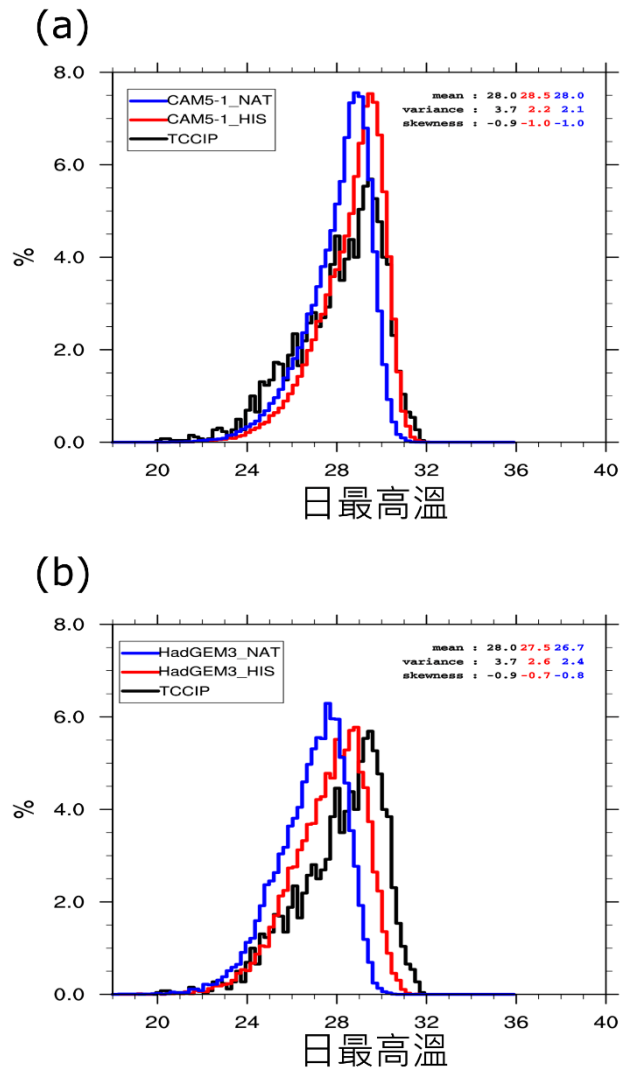 (a)
8.0
CAM5-1_NAT
CAM5-1_HIS
TCCIP
mean : 28.0 28.5 28.0
variance : 3.7 2.2 2.1
skewness : -0.9 -1.0 -1.0
6.0
%
4.0
2.0
0.0
20 24 28 32 36 40
日最高溫
(b)
8.0
HadGEM3_NAT
HadGEM3_HIS
TCCIP
mean : 28.0 27.5 26.7
variance : 3.7 2.6 2.4
skewness : -0.9 -0.7 -0.8
6.0
%
4.0
2.0
0.0
20 24 28 32 36 40
日最高溫